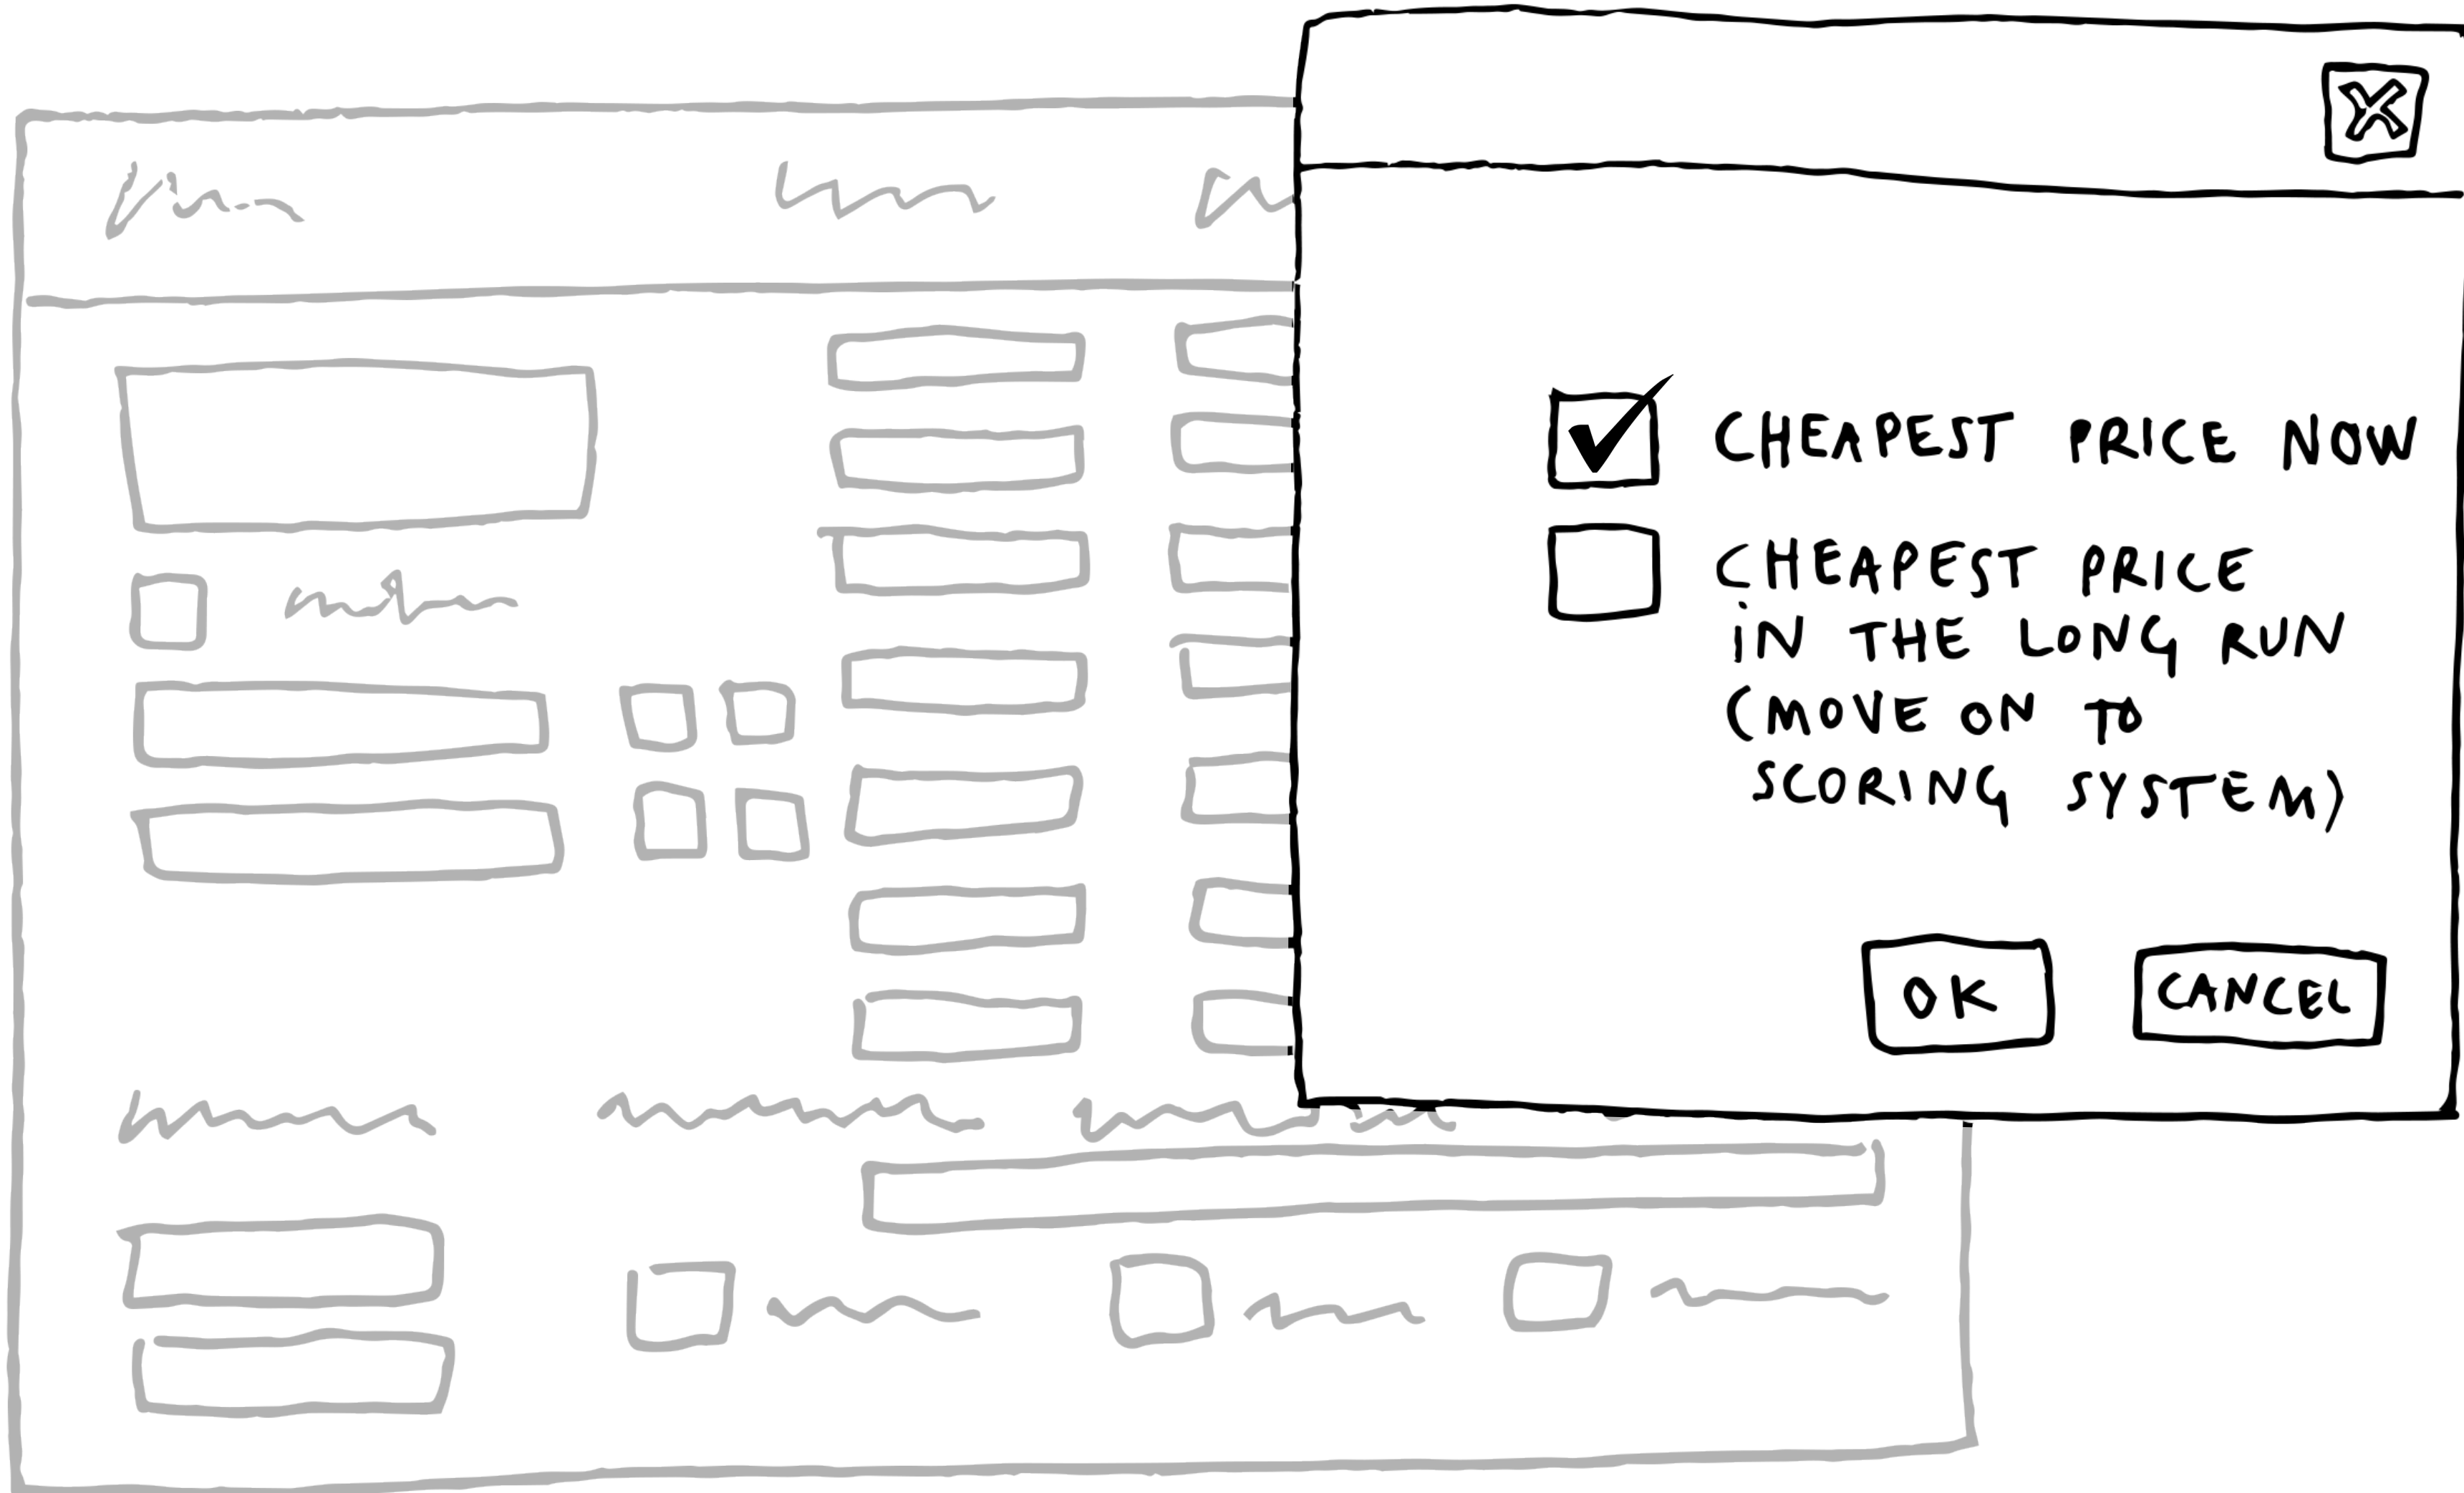 CHEAPEST PRICE NOW
CHEAPEST PRICE
IN THE LONG RUN
(MOVE ON TO
SCORING SYSTEM)
OK
CANCEL